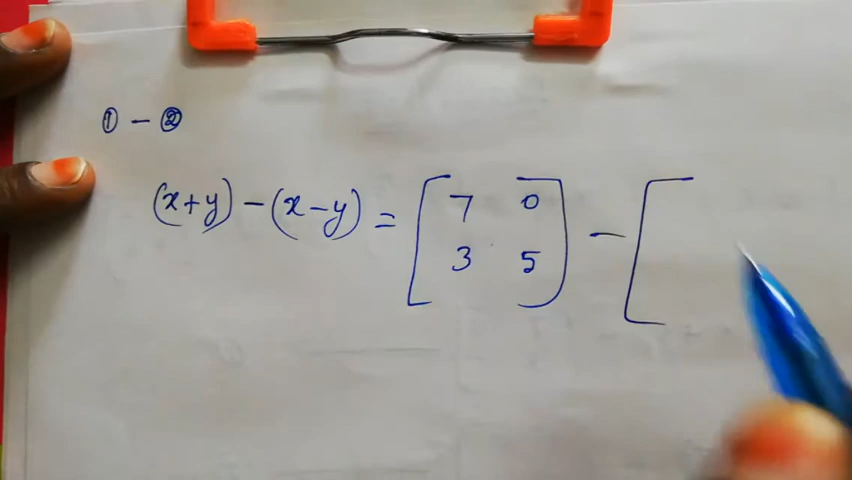 ① - ②
(x+y) - (x-y) = [ 7 0 ] - [
3 5